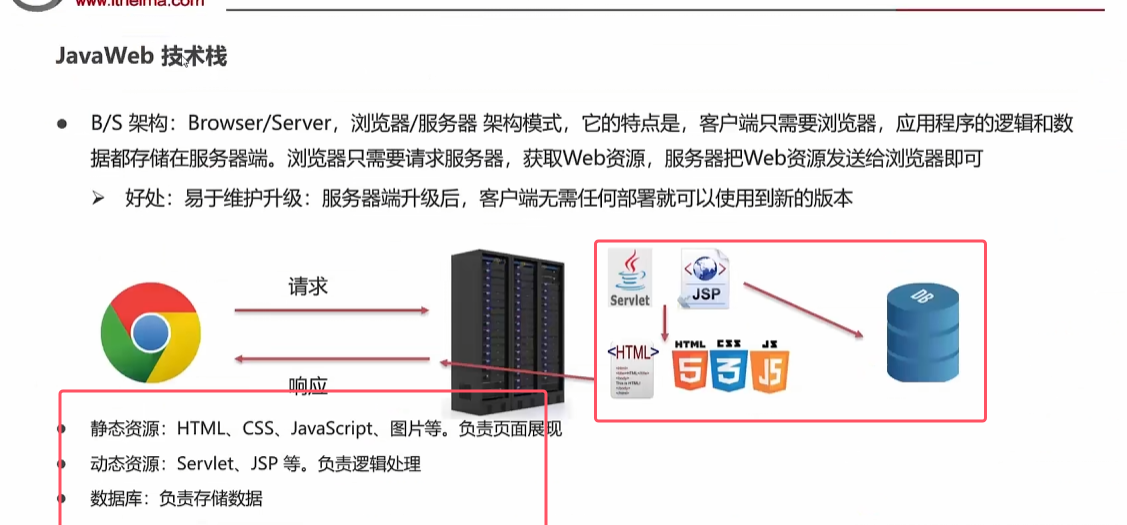 www.itheima.com
JavaWeb 技术栈
● B/S 架构：Browser/Server，浏览器/服务器 架构模式，它的特点是，客户端只需要浏览器，应用程序的逻辑和数
据都存储在服务器端。浏览器只需要请求服务器，获取Web资源，服务器把Web资源发送给浏览器即可
➢ 好处：易于维护升级：服务器端升级后，客户端无需任何部署就可以使用到新的版本
请求
响应
Servlet
JSP
DB
<HTML>
HTML CSS JS
5 3 JS
● 静态资源：HTML、CSS、JavaScript、图片等。负责页面展现
● 动态资源：Servlet、JSP 等。负责逻辑处理
● 数据库：负责存储数据